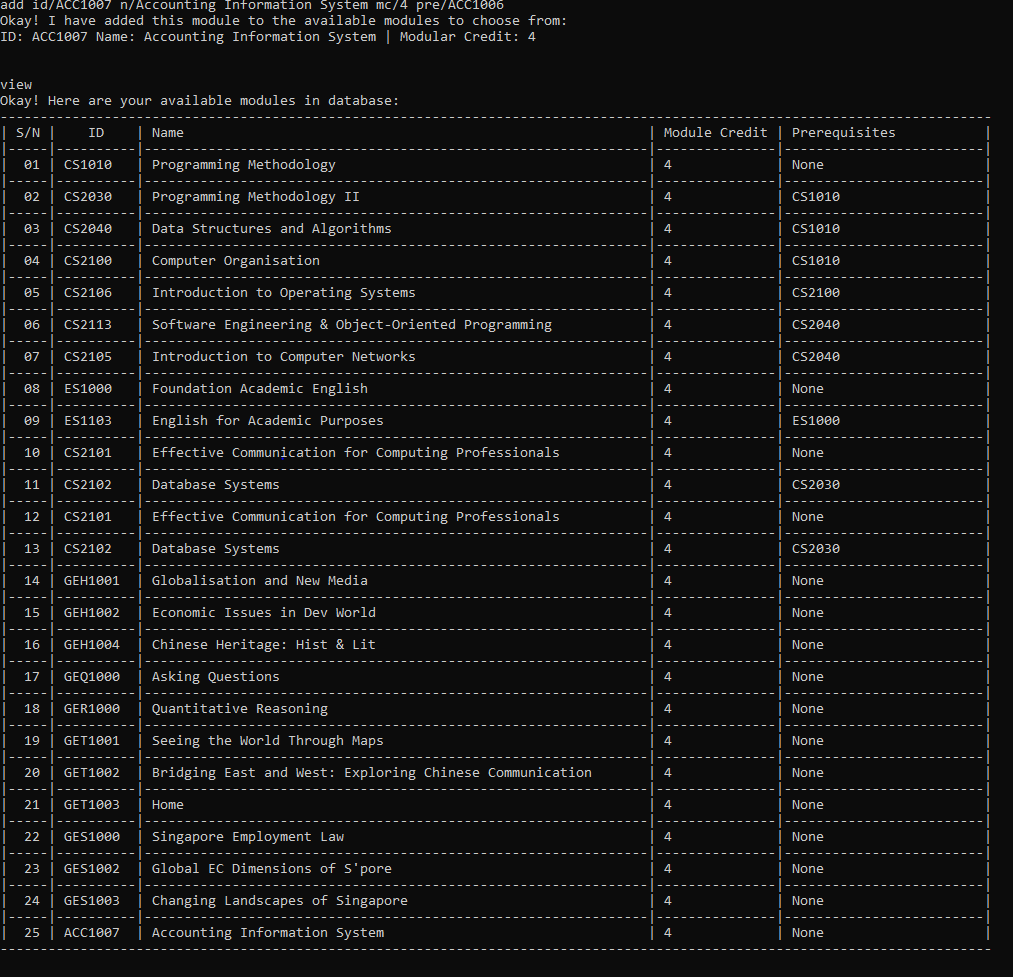 add id/ACC1007 n/Accounting Information System mc/4 pre/ACC1006
Okay! I have added this module to the available modules to choose from:
ID: ACC1007 Name: Accounting Information System | Modular Credit: 4
view
Okay! Here are your available modules in database:
| S/N | ID | Name | Module Credit | Prerequisites |
| 01 | CS1010 | Programming Methodology | 4 | None |
| 02 | CS2030 | Programming Methodology II | 4 | CS1010 |
| 03 | CS2040 | Data Structures and Algorithms | 4 | CS1010 |
| 04 | CS2100 | Computer Organisation | 4 | CS1010 |
| 05 | CS2106 | Introduction to Operating Systems | 4 | CS2100 |
| 06 | CS2113 | Software Engineering & Object-Oriented Programming | 4 | CS2040 |
| 07 | CS2105 | Introduction to Computer Networks | 4 | CS2040 |
| 08 | ES1000 | Foundation Academic English | 4 | None |
| 09 | ES1103 | English for Academic Purposes | 4 | ES1000 |
| 10 | CS2101 | Effective Communication for Computing Professionals | 4 | None |
| 11 | CS2102 | Database Systems | 4 | CS2030 |
| 12 | CS2101 | Effective Communication for Computing Professionals | 4 | None |
| 13 | CS2102 | Database Systems | 4 | CS2030 |
| 14 | GEH1001 | Globalisation and New Media | 4 | None |
| 15 | GEH1002 | Economic Issues in Dev World | 4 | None |
| 16 | GEH1004 | Chinese Heritage: Hist & Lit | 4 | None |
| 17 | GEQ1000 | Asking Questions | 4 | None |
| 18 | GER1000 | Quantitative Reasoning | 4 | None |
| 19 | GET1001 | Seeing the World Through Maps | 4 | None |
| 20 | GET1002 | Bridging East and West: Exploring Chinese Communication | 4 | None |
| 21 | GET1003 | Home | 4 | None |
| 22 | GES1000 | Singapore Employment Law | 4 | None |
| 23 | GES1002 | Global EC Dimensions of S'pore | 4 | None |
| 24 | GES1003 | Changing Landscapes of Singapore | 4 | None |
| 25 | ACC1007 | Accounting Information System | 4 | None |